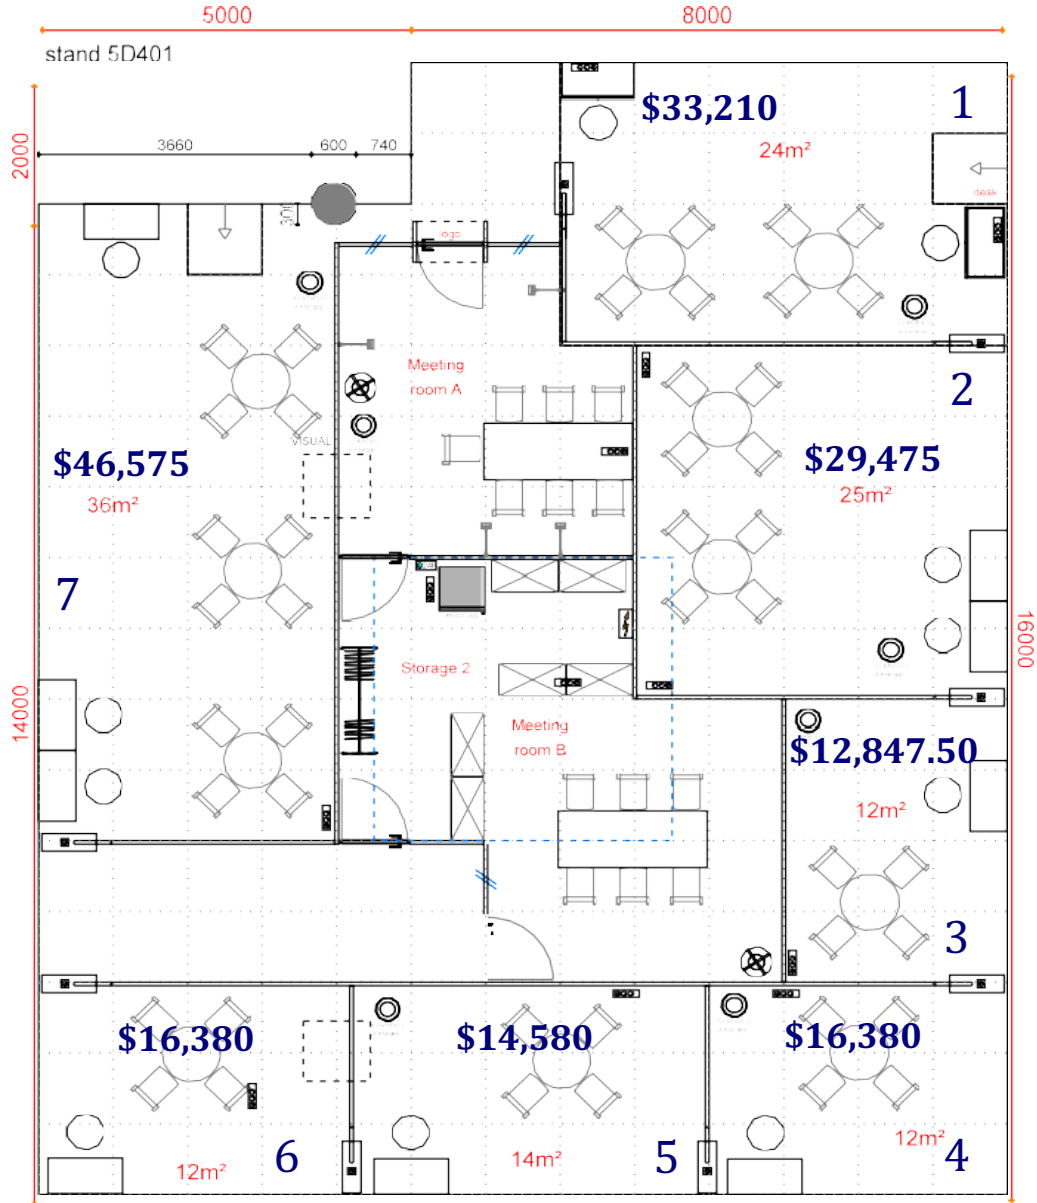 5000
8000
stand 5D401
1
$33,210
24m²
2000
3660
600
740
300
desk
logo
Meeting
room A
2
VISUAL
$46,575
36m²
$29,475
25m²
7
16000
Storage 2
14000
Meeting
room B
$12,847.50
12m²
3
$16,380
$14,580
$16,380
12m²
6
14m²
5
12m²
4